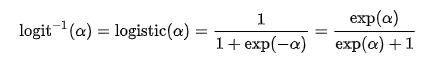 logit⁻¹(α) = logistic(α) = 1 / (1 + exp(−α)) = exp(α) / (exp(α) + 1)